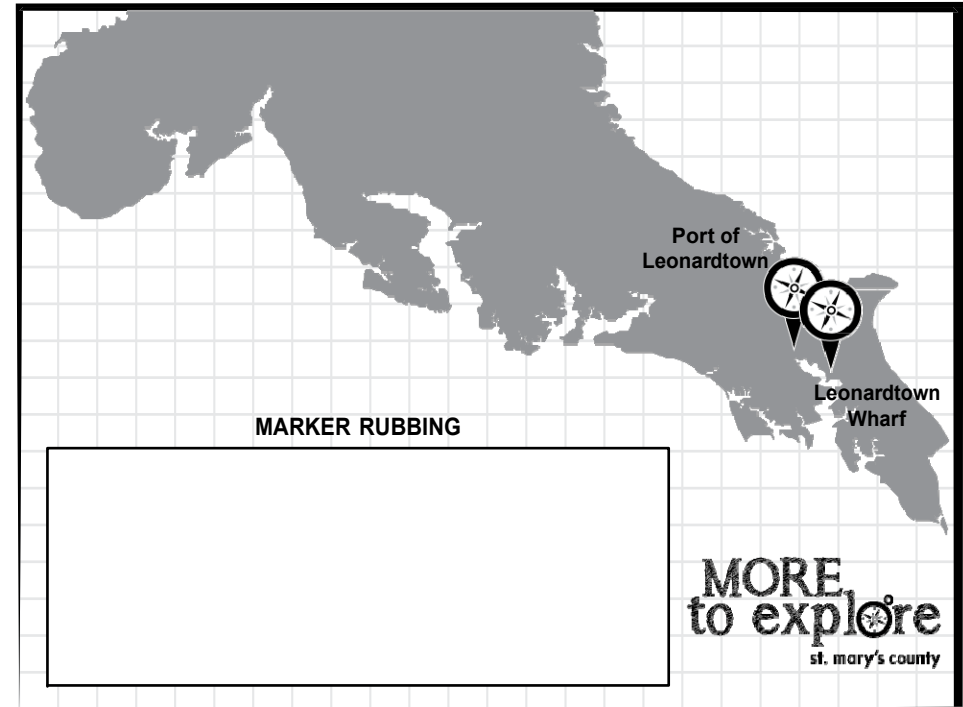 Port of
Leonardtown
Leonardtown
Wharf
MARKER RUBBING
MORE
to explore
st. mary's county